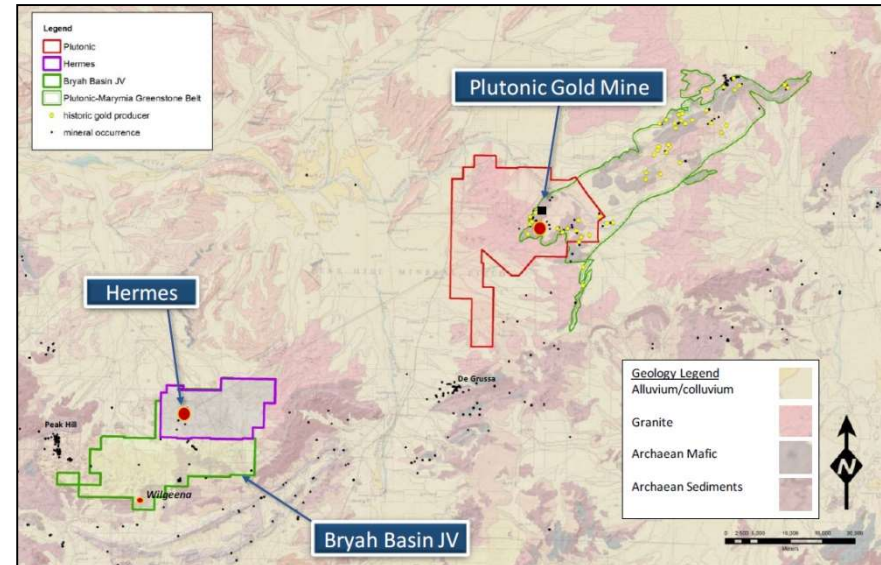 Legend
Plutonic
Hermes
Bryah Basin JV
Plutonic-Marymia Greenstone Belt
historic gold producer
mineral occurrence
Plutonic Gold Mine
Hermes
De Grussa
Peak Hill
Wilgeena
Bryah Basin JV
Geology Legend
Alluvium/colluvium
Granite
Archaean Mafic
Archaean Sediments
N
Meters